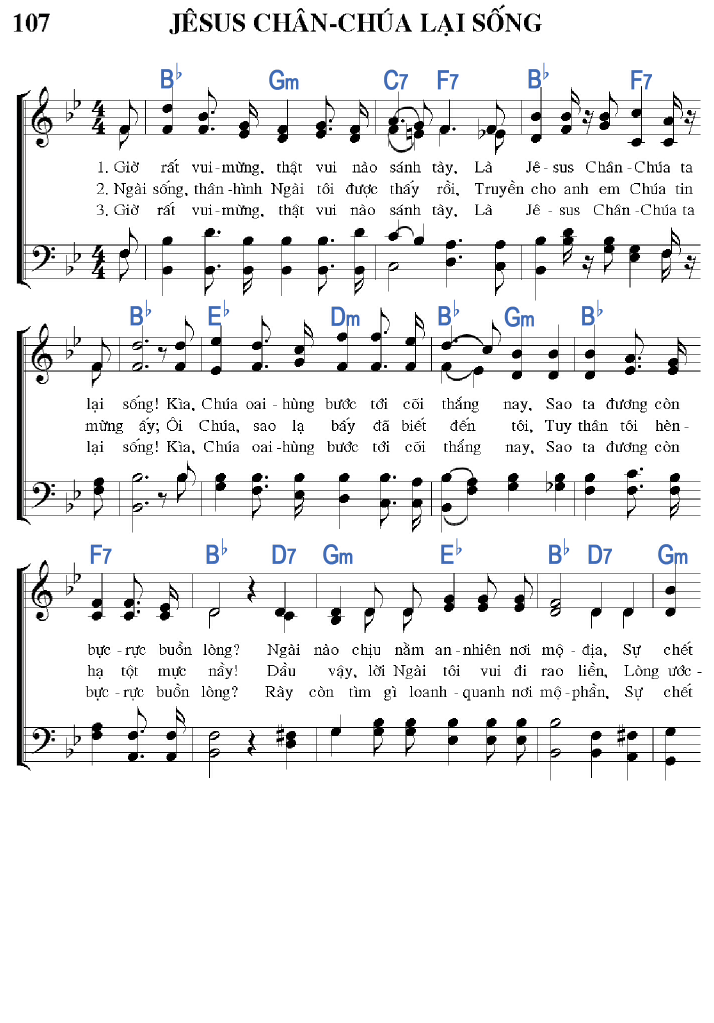 107 JÊSUS CHÂN-CHÚA LẠI SỐNG
B♭ Gm C7 F7 B♭ F7
1. Giờ rất vui-mừng, thật vui nào sánh tày, Là Jê-sus Chân-Chúa ta
2. Ngài sống, thân-hình Ngài tôi được thấy rồi, Truyền cho anh em Chúa tin
3. Giờ rất vui-mừng, thật vui nào sánh tày, Là Jê-sus Chân-Chúa ta
B♭ E♭ Dm B♭ Gm B♭
lại sống! Kìa, Chúa oai-hùng bước tới cõi thắng nay, Sao ta đương còn
mừng ấy; Ôi Chúa, sao lạ bấy đã biết đến tôi, Tuy thân tôi hèn-
lại sống! Kìa, Chúa oai-hùng bước tới cõi thắng nay, Sao ta đương còn
F7 B♭ D7 Gm E♭ B♭ D7 Gm
bực-rực buồn lòng? Ngài nào chịu nằm an-nhiên nơi mộ-địa, Sự chết
hạ tột mực nầy! Dầu vậy, lời Ngài tôi vui đi rao liền, Lòng ước-
bực-rực buồn lòng? Rày còn tìm gì loanh-quanh nơi mộ-phần, Sự chết